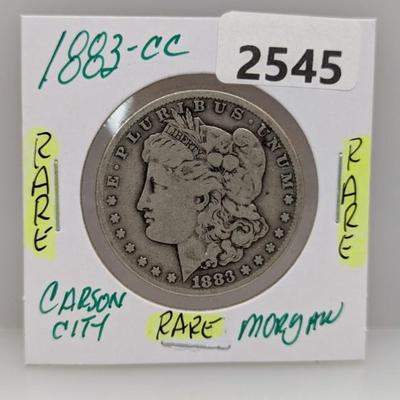 1883-CC
2545
E·PLURIBUS·UNUM
LIBERTY
1883
RARE
RARE
CARSON
CITY
RARE
MORGAN